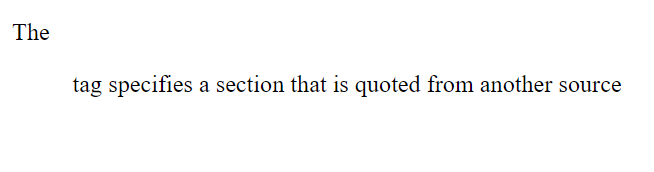 The
tag specifies a section that is quoted from another source